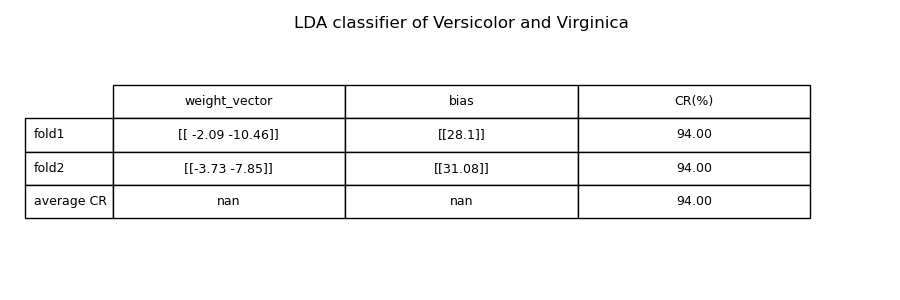 LDA classifier of Versicolor and Virginica
weight_vector bias CR(%)
fold1 [[ -2.09 -10.46]] [[28.1]] 94.00
fold2 [[-3.73 -7.85]] [[31.08]] 94.00
average CR nan nan 94.00